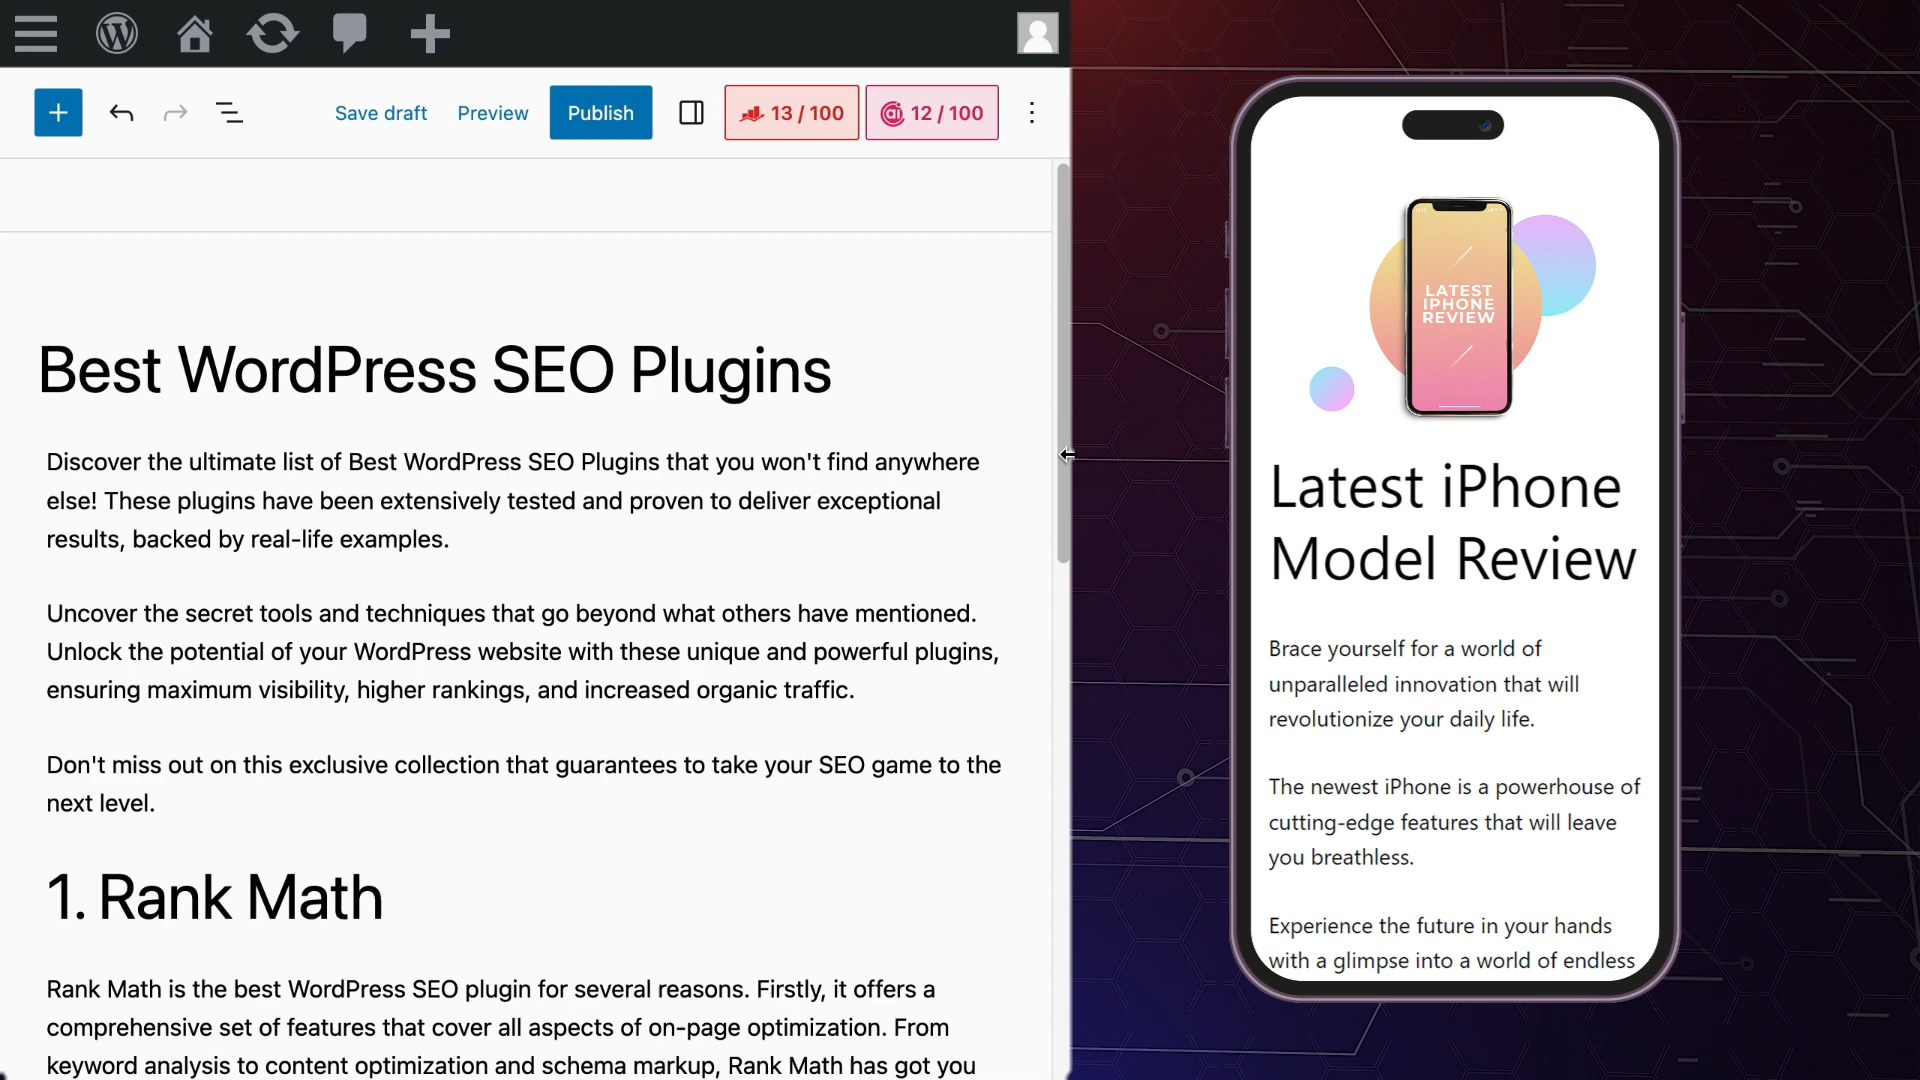 Save draft
Preview
Publish
13 / 100
12 / 100
Best WordPress SEO Plugins
Discover the ultimate list of Best WordPress SEO Plugins that you won't find anywhere
else! These plugins have been extensively tested and proven to deliver exceptional
results, backed by real-life examples.
Uncover the secret tools and techniques that go beyond what others have mentioned.
Unlock the potential of your WordPress website with these unique and powerful plugins,
ensuring maximum visibility, higher rankings, and increased organic traffic.
Don't miss out on this exclusive collection that guarantees to take your SEO game to the
next level.
1. Rank Math
Rank Math is the best WordPress SEO plugin for several reasons. Firstly, it offers a
comprehensive set of features that cover all aspects of on-page optimization. From
keyword analysis to content optimization and schema markup, Rank Math has got you
LATEST
IPHONE
REVIEW
Latest iPhone
Model Review
Brace yourself for a world of
unparalleled innovation that will
revolutionize your daily life.
The newest iPhone is a powerhouse of
cutting-edge features that will leave
you breathless.
Experience the future in your hands
with a glimpse into a world of endless